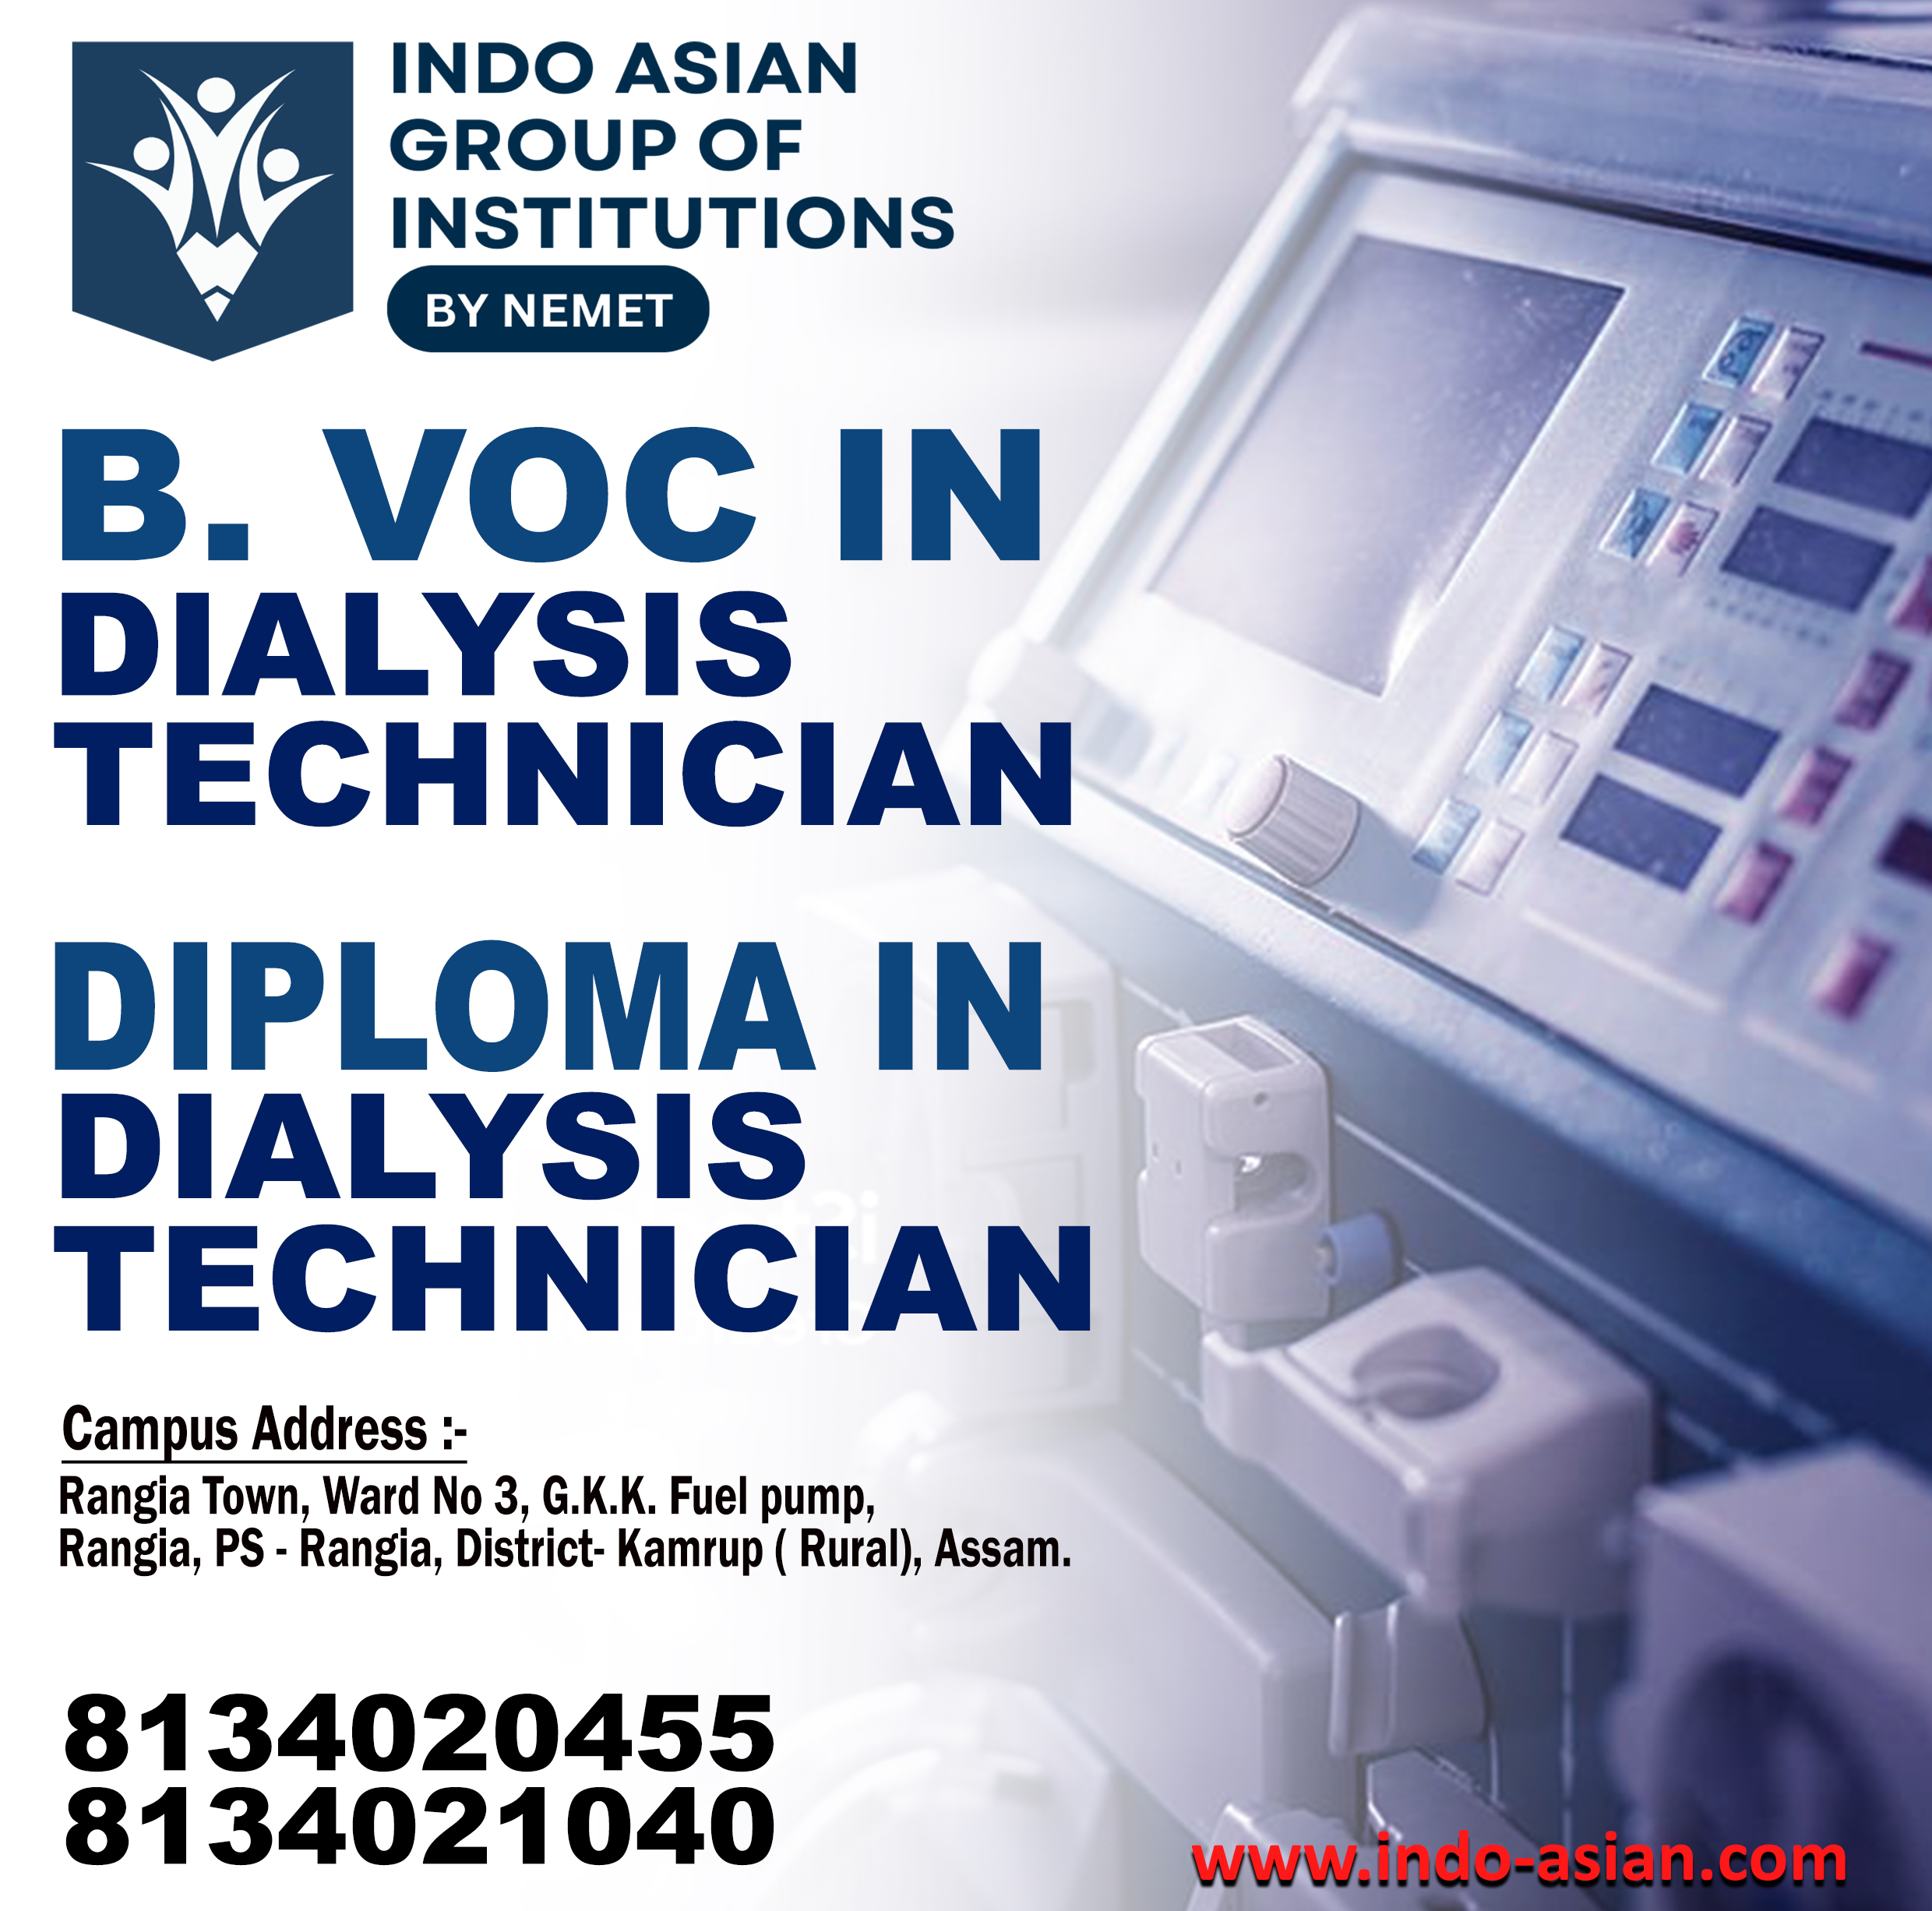 INDO ASIAN
GROUP OF
INSTITUTIONS
BY NEMET
B. VOC IN
DIALYSIS
TECHNICIAN
DIPLOMA IN
DIALYSIS
TECHNICIAN
Campus Address :-
Rangia Town, Ward No 3, G.K.K. Fuel pump,
Rangia, PS - Rangia, District- Kamrup ( Rural), Assam.
8134020455
8134021040
www.indo-asian.com